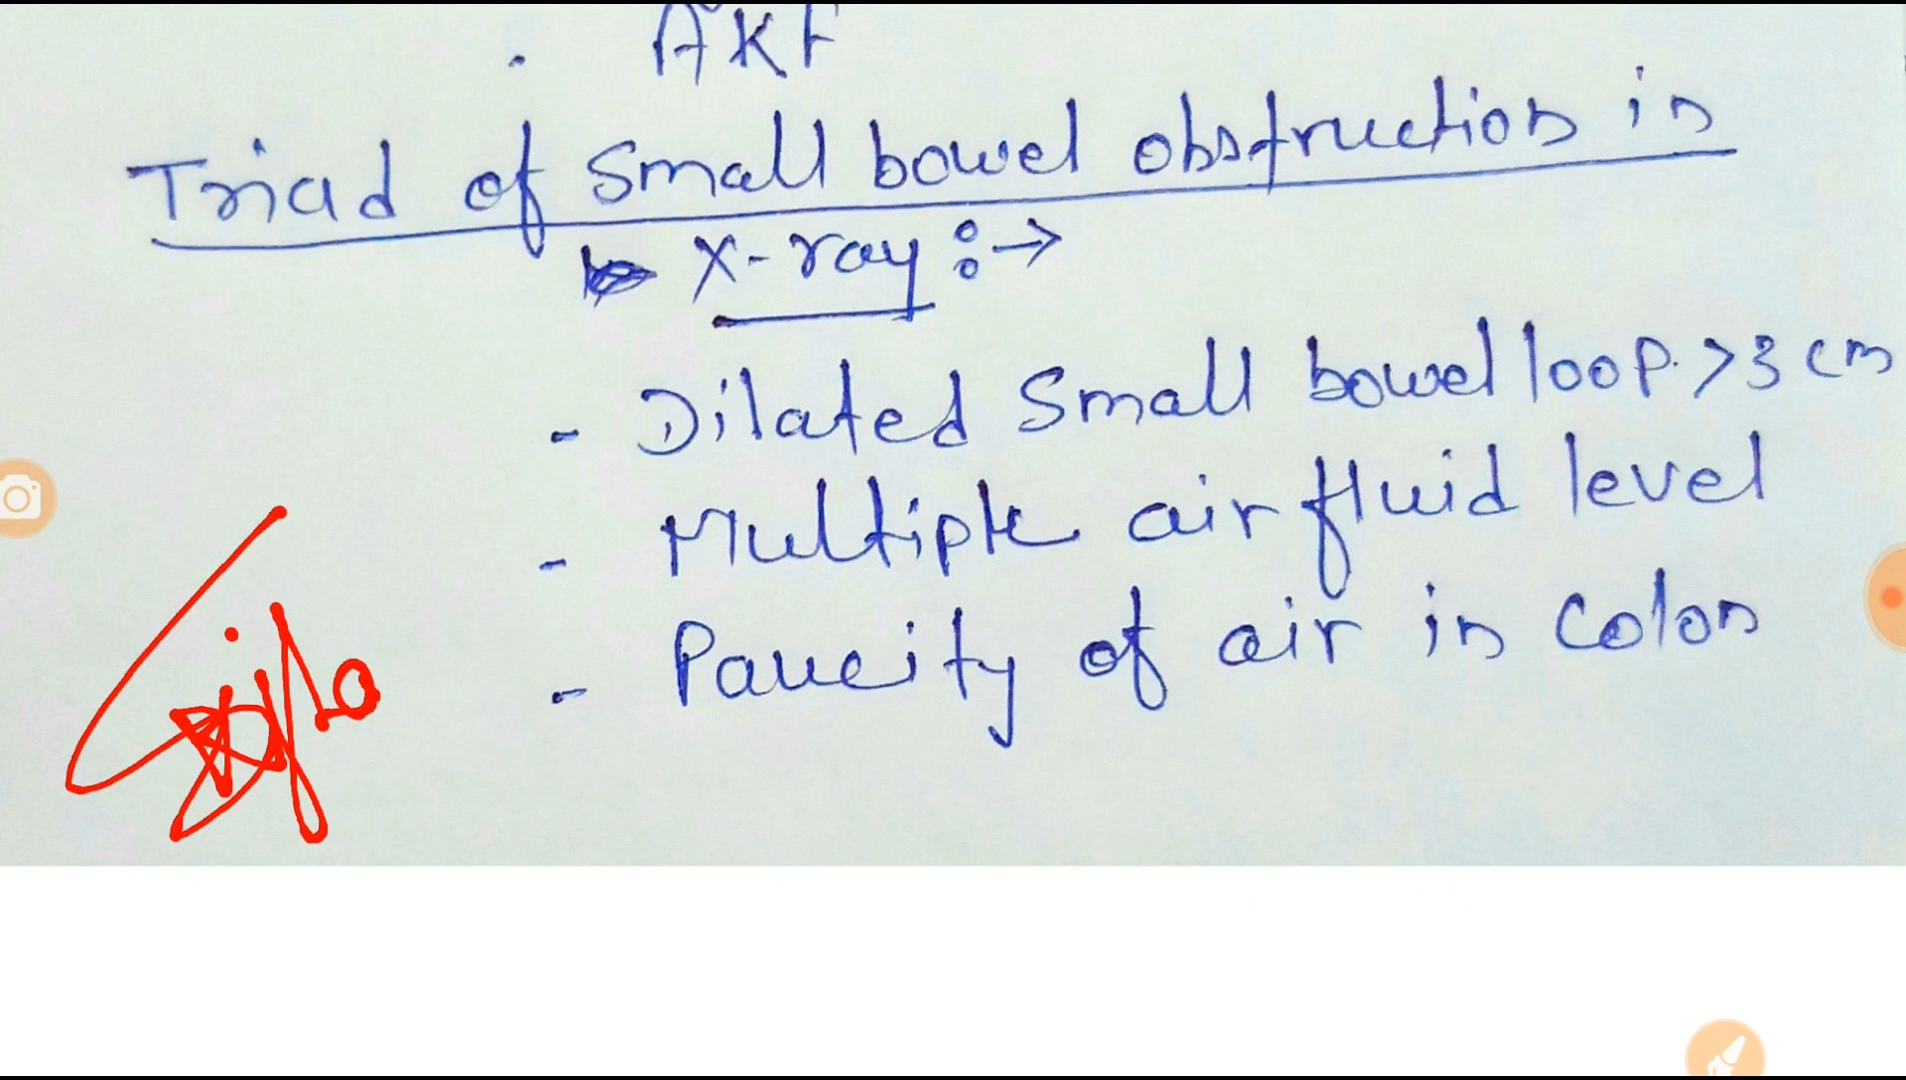 Triad of Small bowel obstruction in
X-ray :→
- Dilated Small bowel loop >3 cm
- Multiple air fluid level
- Paucity of air in Colon